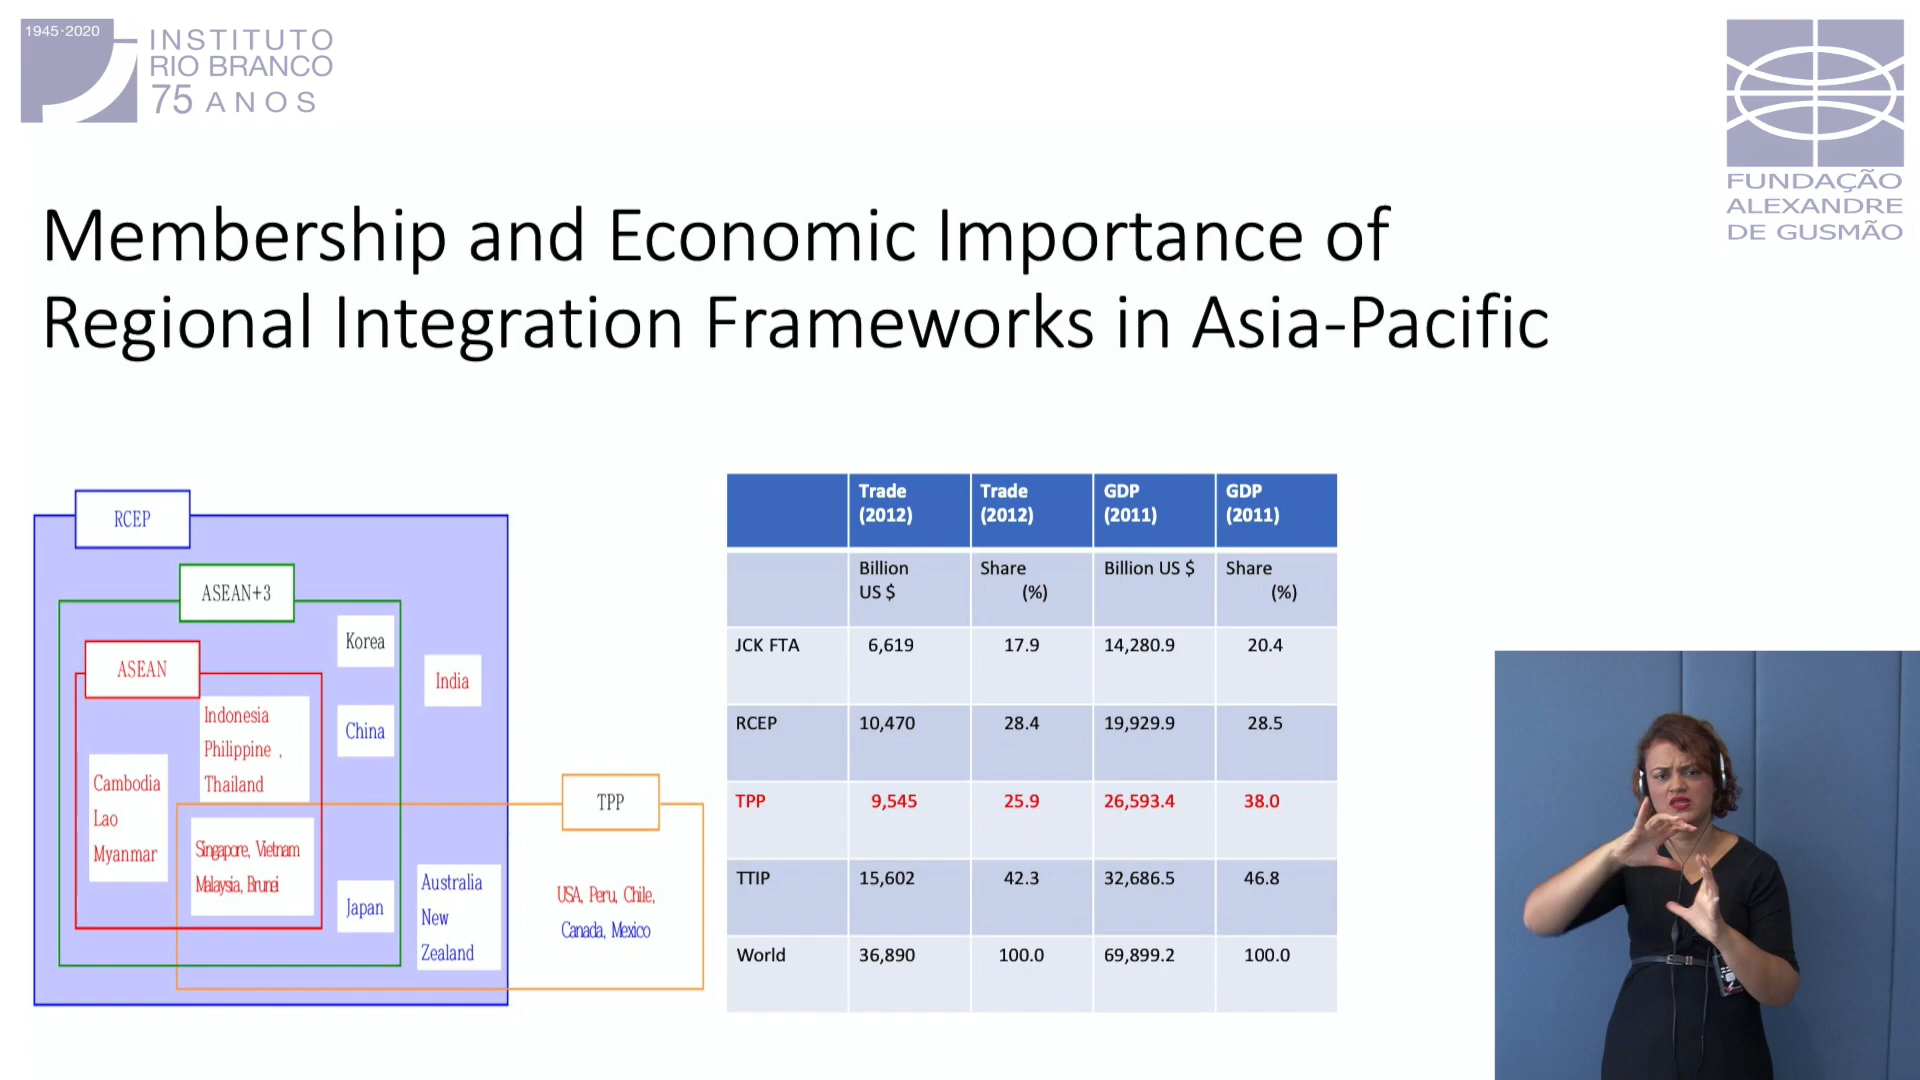 1945·2020
INSTITUTO
RIO BRANCO
75 ANOS
FUNDAÇÃO
ALEXANDRE
DE GUSMÃO
Membership and Economic Importance of
Regional Integration Frameworks in Asia-Pacific
RCEP
ASEAN+3
ASEAN
Korea
India
China
Indonesia
Philippine ,
Thailand
Cambodia
Lao
Myanmar
Singapore, Vietnam
Malaysia, Brunei
Japan
Australia
New
Zealand
TPP
USA, Peru, Chile,
Canada, Mexico
Trade (2012) Trade (2012) GDP (2011) GDP (2011)
Billion US $ Share (%) Billion US $ Share (%)
JCK FTA 6,619 17.9 14,280.9 20.4
RCEP 10,470 28.4 19,929.9 28.5
TPP 9,545 25.9 26,593.4 38.0
TTIP 15,602 42.3 32,686.5 46.8
World 36,890 100.0 69,899.2 100.0